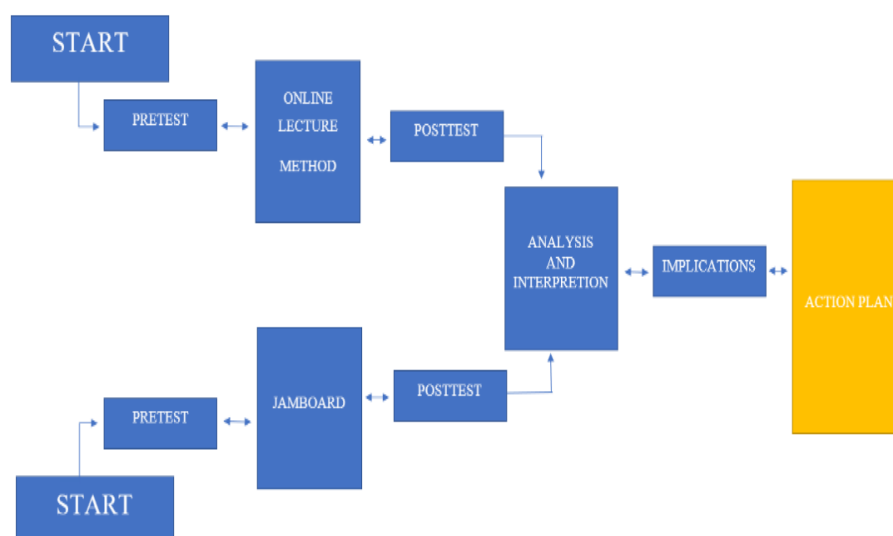 START
PRETEST
ONLINE
LECTURE
METHOD
POSTTEST
ANALYSIS
AND
INTERPRETION
IMPLICATIONS
ACTION PLAN
JAMBOARD
POSTTEST
PRETEST
START